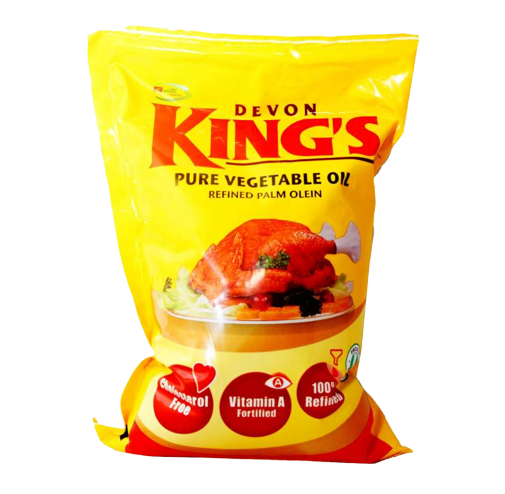 DEVON
KING'S
PURE VEGETABLE OIL
REFINED PALM OLEIN
Cholesterol
Free
A
Vitamin A
Fortified
100%
Refined